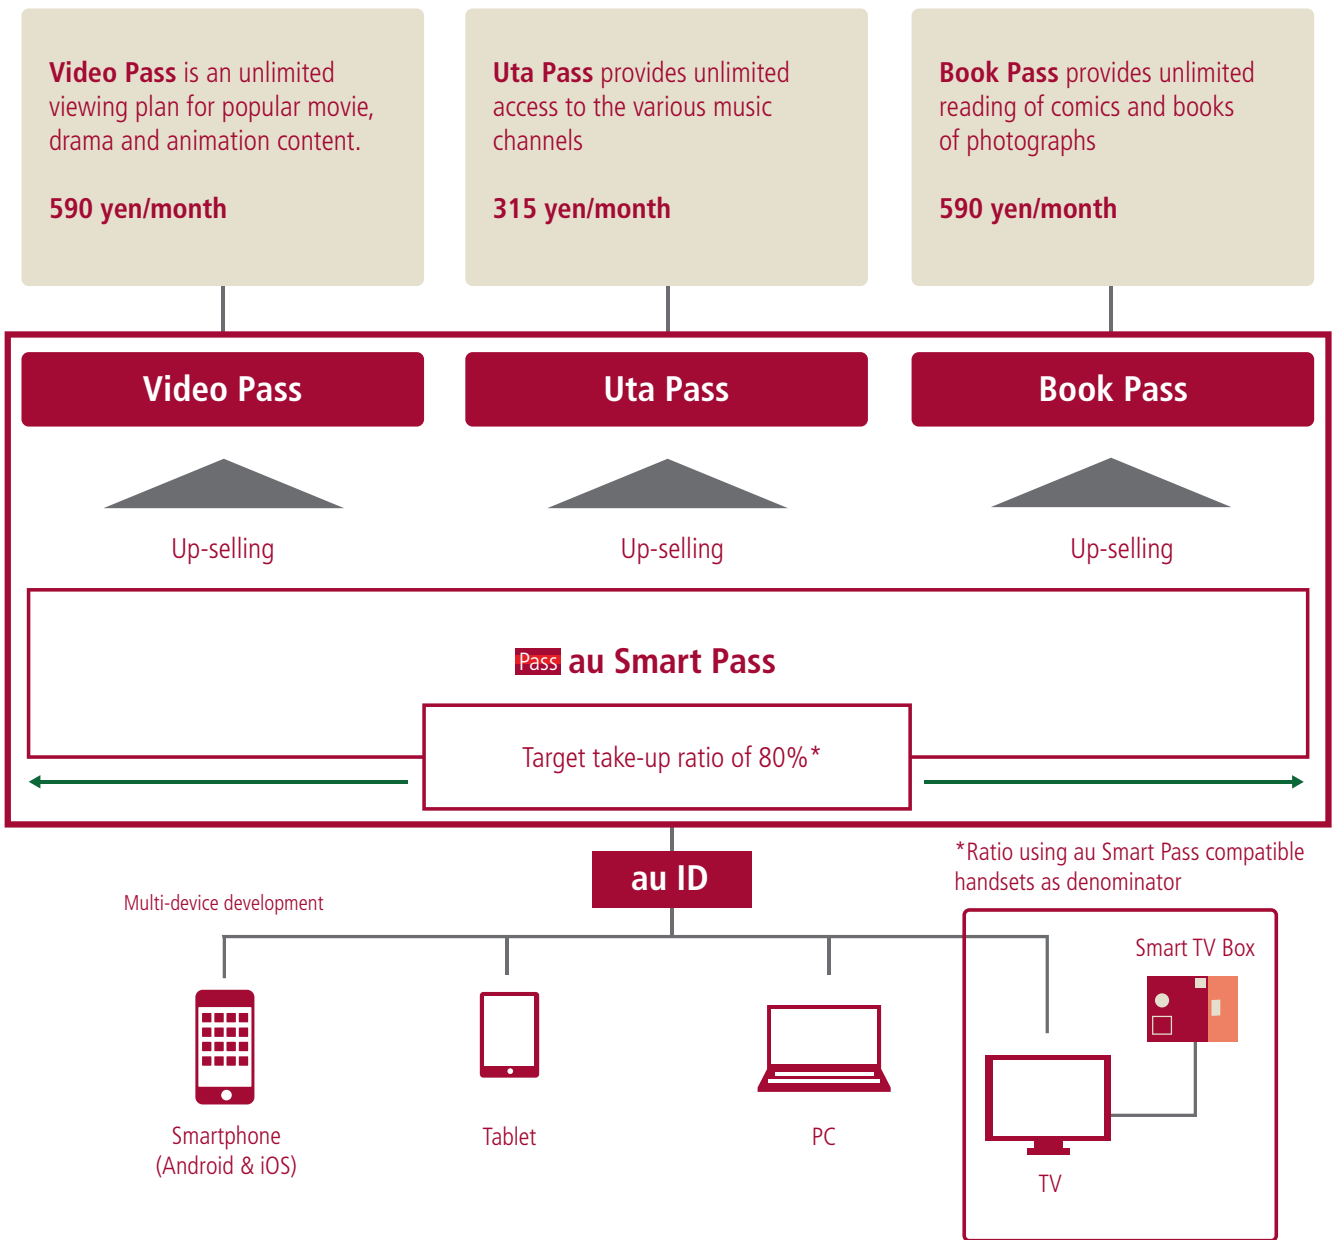 Video Pass is an unlimited
viewing plan for popular movie,
drama and animation content.
590 yen/month
Uta Pass provides unlimited
access to the various music
channels
315 yen/month
Book Pass provides unlimited
reading of comics and books
of photographs
590 yen/month
Video Pass
Uta Pass
Book Pass
Up-selling
Up-selling
Up-selling
Pass au Smart Pass
Target take-up ratio of 80%*
au ID
*Ratio using au Smart Pass compatible
handsets as denominator
Multi-device development
Smart TV Box
Smartphone
(Android & iOS)
Tablet
PC
TV